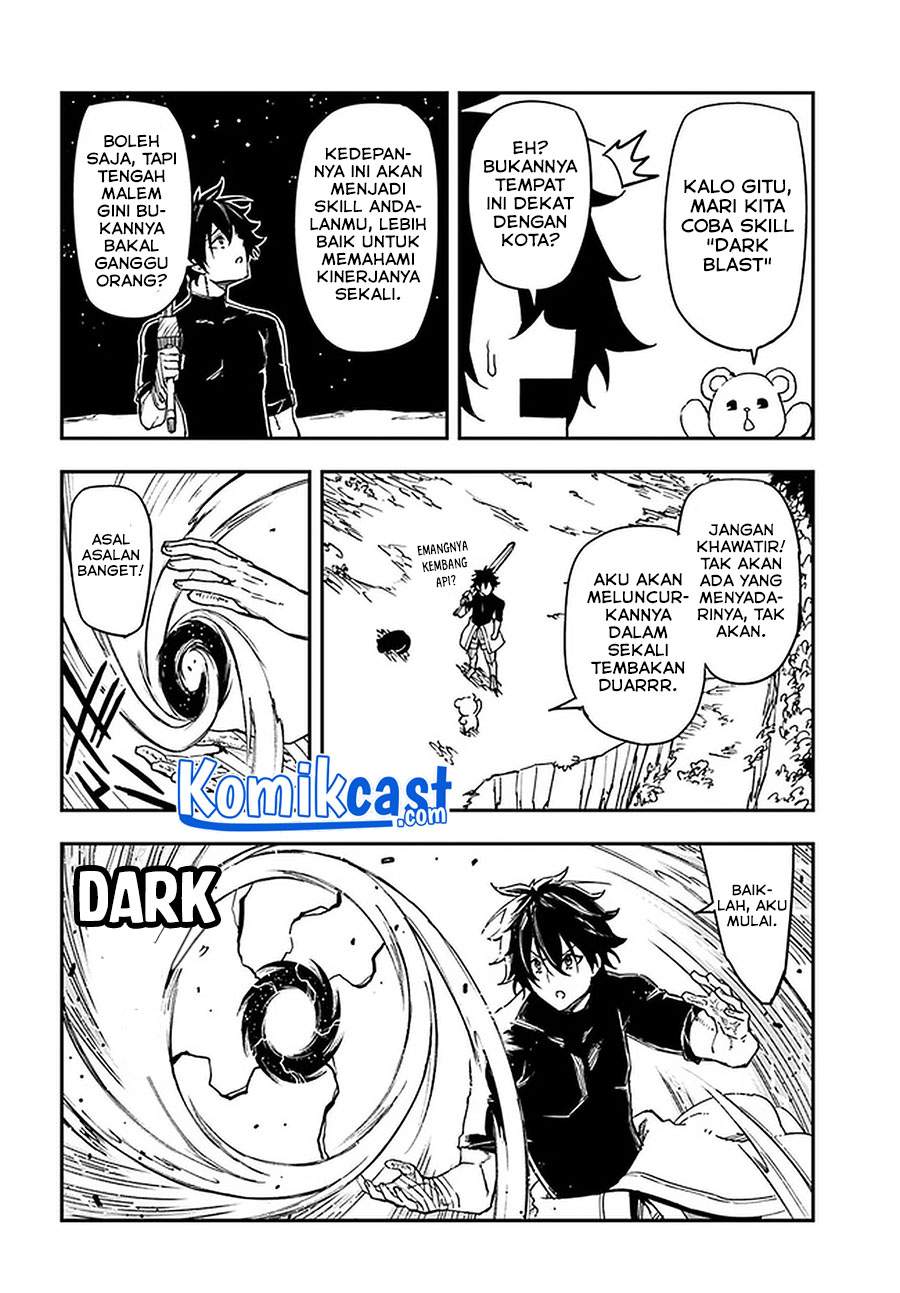 KALO GITU,
MARI KITA
COBA SKILL
"DARK
BLAST"
EH?
BUKANNYA
TEMPAT
INI DEKAT
DENGAN
KOTA?
KEDEPAN-
NYA INI AKAN
MENJADI
SKILL ANDA-
LANMU, LEBIH
BAIK UNTUK
MEMAHAMI
KINERJANYA
SEKALI.
BOLEH
SAJA, TAPI
TENGAH
MALEM
GINI BU-
KANNYA
BAKAL
GANGGU
ORANG?
JANGAN
KHAWATIR!
TAK AKAN
ADA YANG
MENYADA-
RINYA, TAK
AKAN.
AKU AKAN
MELUNCUR-
KANNYA
DALAM
SEKALI
TEMBAKAN
DUARRR.
EMANGNYA
KEMBANG
API?
ASAL
ASALAN
BANGET!
Komikcast
.com
BAIK-
LAH, AKU
MULAI.
DARK